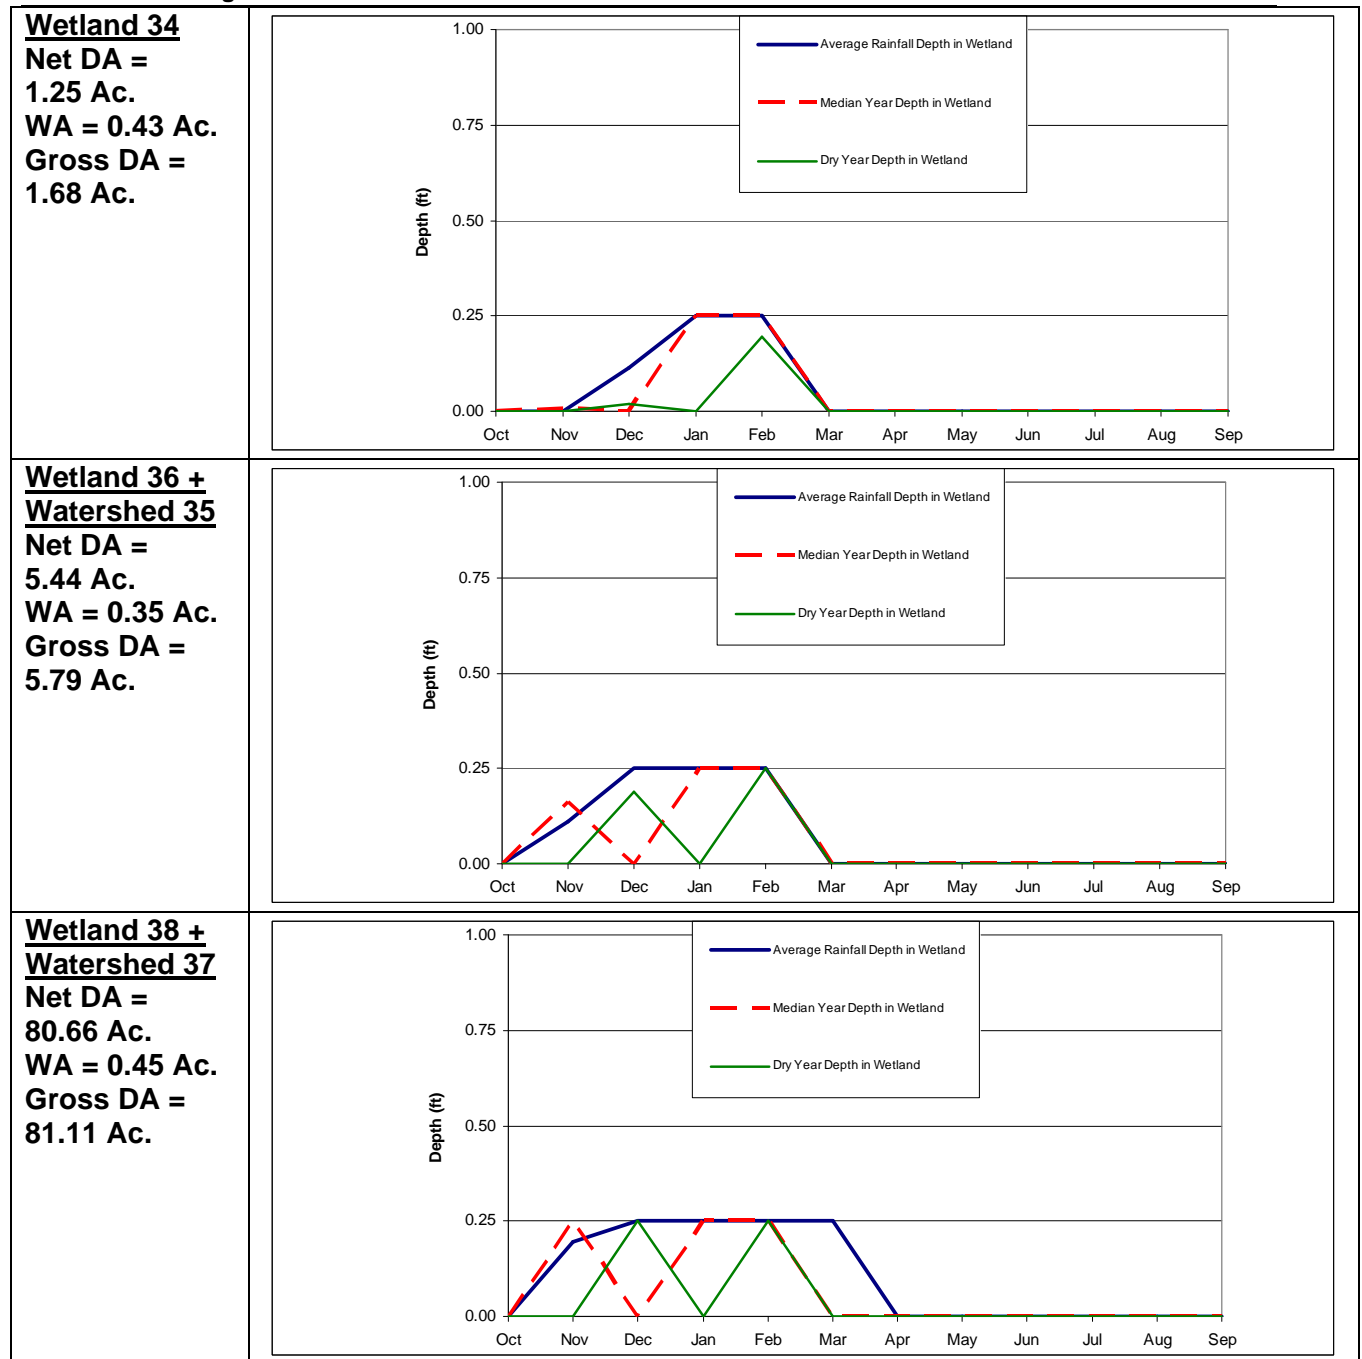 Wetland 34
Net DA =
1.25 Ac.
WA = 0.43 Ac.
Gross DA =
1.68 Ac.
1.00
0.75
0.50
0.25
0.00
Depth (ft)
Average Rainfall Depth in Wetland
Median Year Depth in Wetland
Dry Year Depth in Wetland
Oct Nov Dec Jan Feb Mar Apr May Jun Jul Aug Sep
Wetland 36 +
Watershed 35
Net DA =
5.44 Ac.
WA = 0.35 Ac.
Gross DA =
5.79 Ac.
1.00
0.75
0.50
0.25
0.00
Depth (ft)
Average Rainfall Depth in Wetland
Median Year Depth in Wetland
Dry Year Depth in Wetland
Oct Nov Dec Jan Feb Mar Apr May Jun Jul Aug Sep
Wetland 38 +
Watershed 37
Net DA =
80.66 Ac.
WA = 0.45 Ac.
Gross DA =
81.11 Ac.
1.00
0.75
0.50
0.25
0.00
Depth (ft)
Average Rainfall Depth in Wetland
Median Year Depth in Wetland
Dry Year Depth in Wetland
Oct Nov Dec Jan Feb Mar Apr May Jun Jul Aug Sep